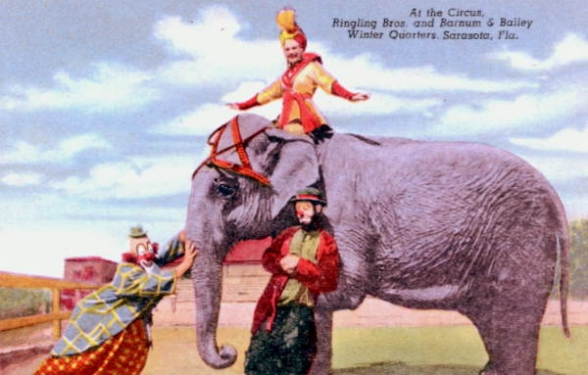 At the Circus,
Ringling Bros. and Barnum & Bailey
Winter Quarters. Sarasota, Fla.